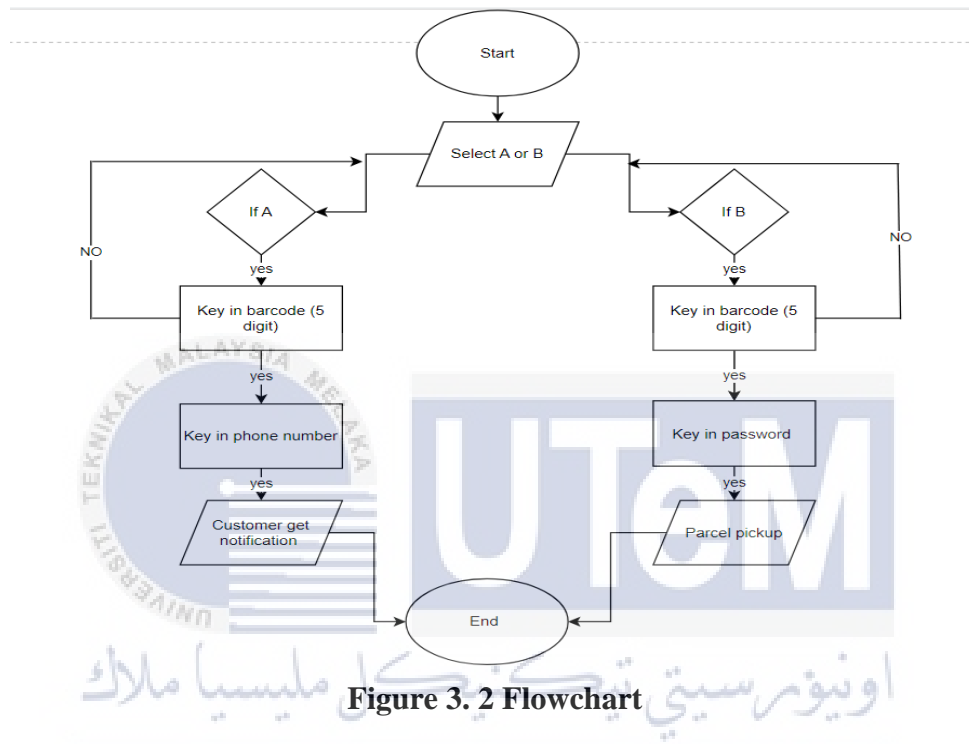 Start
Select A or B
If A
If B
NO
NO
yes
yes
Key in barcode (5
digit)
Key in barcode (5
digit)
yes
yes
Key in phone number
Key in password
yes
yes
Customer get
notification
Parcel pickup
End
UNIVERSITI TEKNIKAL MALAYSIA MELAKA
UTeM
اونيۏرسيتي تيکنيکل مليسيا ملاك
Figure 3. 2 Flowchart